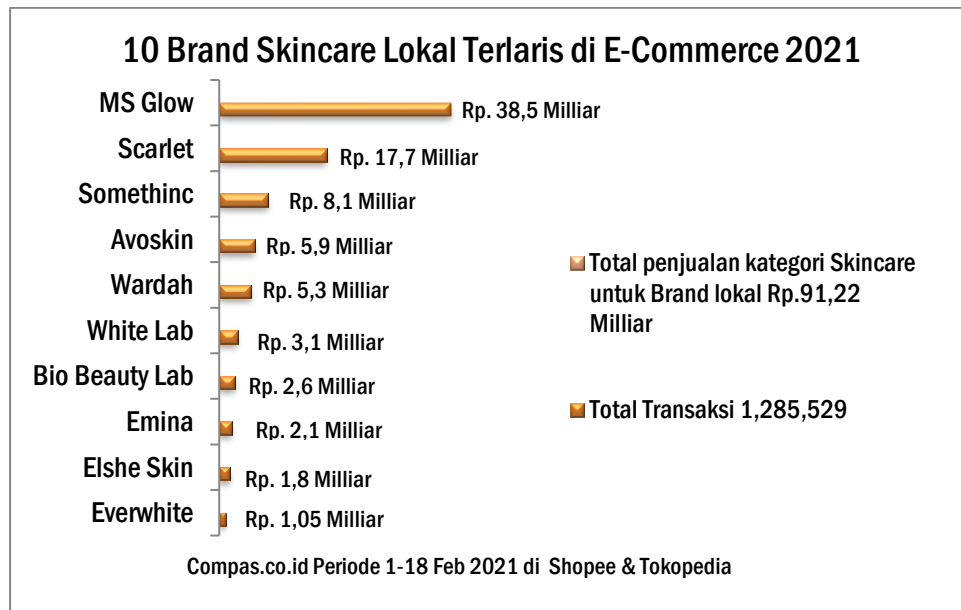 10 Brand Skincare Lokal Terlaris di E-Commerce 2021
MS Glow Rp. 38,5 Milliar
Scarlet Rp. 17,7 Milliar
Somethinc Rp. 8,1 Milliar
Avoskin Rp. 5,9 Milliar
Wardah Rp. 5,3 Milliar
White Lab Rp. 3,1 Milliar
Bio Beauty Lab Rp. 2,6 Milliar
Emina Rp. 2,1 Milliar
Elshe Skin Rp. 1,8 Milliar
Everwhite Rp. 1,05 Milliar
Total penjualan kategori Skincare
untuk Brand lokal Rp.91,22
Milliar
Total Transaksi 1,285,529
Compas.co.id Periode 1-18 Feb 2021 di Shopee & Tokopedia